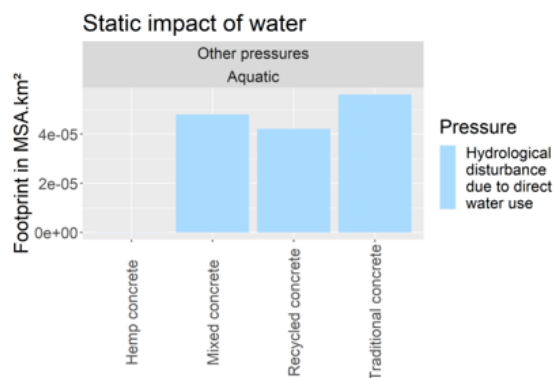 Static impact of water
Other pressures
Aquatic
Footprint in MSA.km²
4e-05
2e-05
0e+00
Hemp concrete
Mixed concrete
Recycled concrete
Traditional concrete
Pressure
Hydrological
disturbance
due to direct
water use